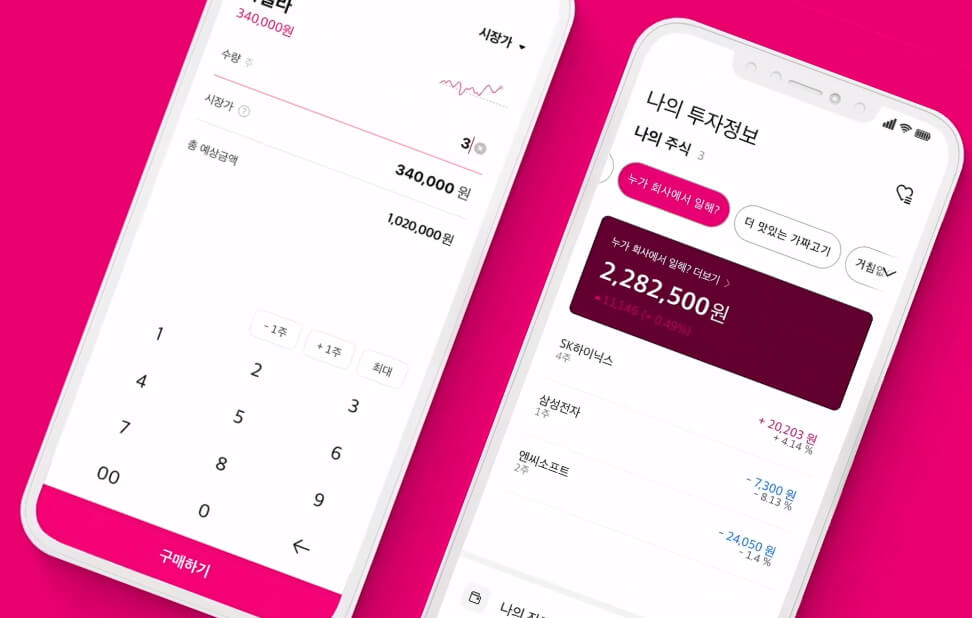 340,000원
시장가
수량 주
3
시장가 ?
340,000 원
총 예상금액
1,020,000원
- 1주
+ 1주
최대
1
2
3
4
5
6
7
8
9
00
0
구매하기
나의 투자정보
나의 주식 3
누가 회사에서 일해?
더 맛있는 가짜고기
거침없
누가 회사에서 일해? 더보기 >
2,282,500원
11,146 (+ 0.49%)
SK하이닉스
4주
+ 20,203 원
+ 4.14 %
삼성전자
1주
- 7,300 원
- 8.13 %
엔씨소프트
2주
- 24,050 원
- 1.4 %
나의